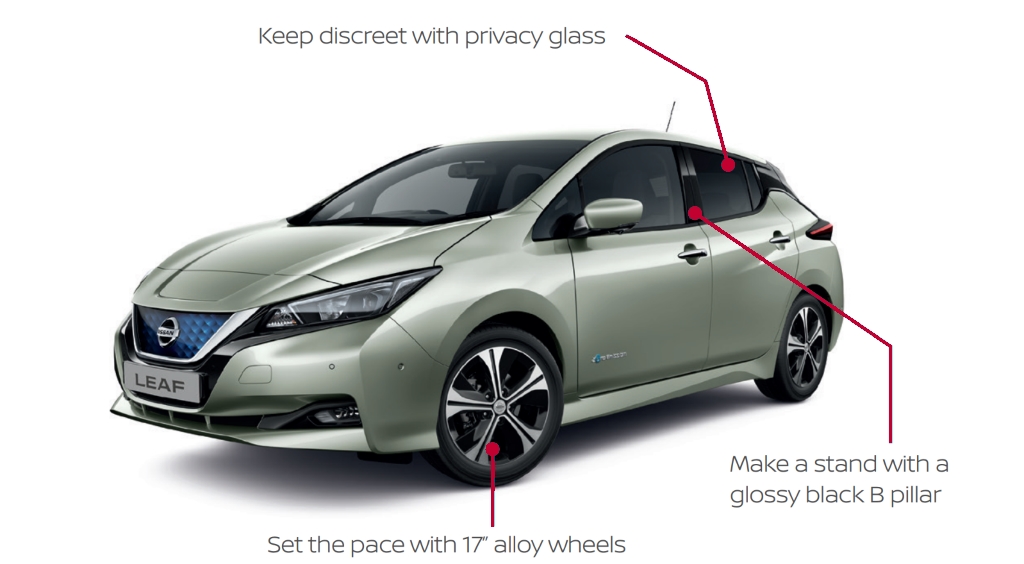 Keep discreet with privacy glass
NISSAN
LEAF
Make a stand with a
glossy black B pillar
Set the pace with 17” alloy wheels